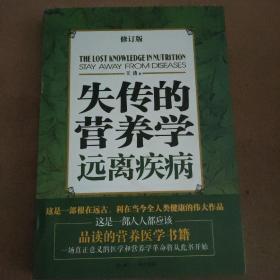 修订版
THE LOST KNOWLEDGE IN NUTRITION
STAY AWAY FROM DISEASES
王涛
失传的
营养学
远离疾病
这是一部根在远古、利在当今全人类健康的伟大作品
这是一部人人都应该
品读的营养医学书籍
一场真正意义的医学和营养学革命将从此书开始